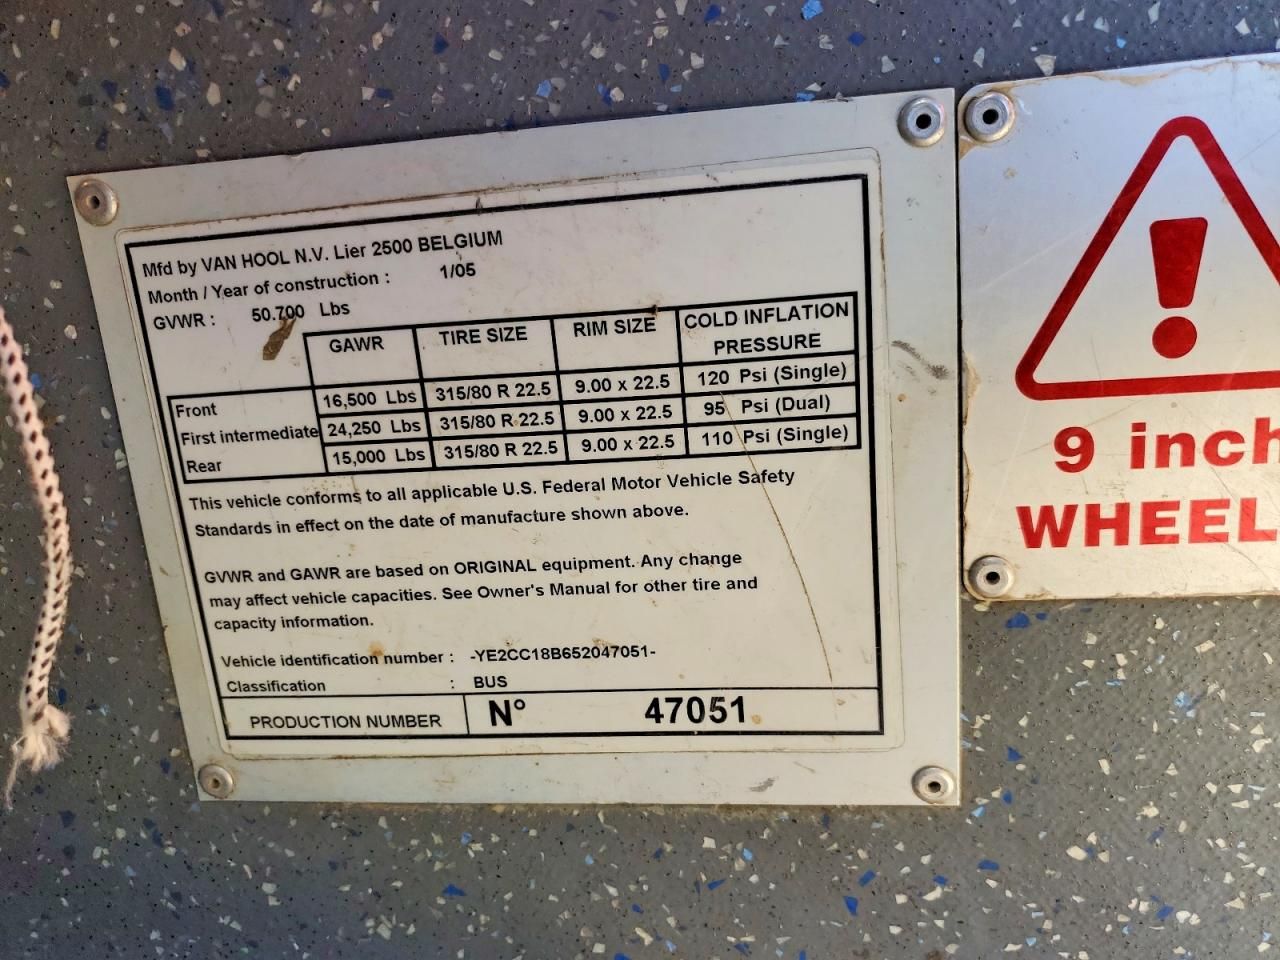 Mfd by VAN HOOL N.V. Lier 2500 BELGIUM
Month / Year of construction : 1/05
GVWR : 50.700 Lbs
GAWR TIRE SIZE RIM SIZE COLD INFLATION PRESSURE
Front 16,500 Lbs 315/80 R 22.5 9.00 x 22.5 120 Psi (Single)
First intermediate 24,250 Lbs 315/80 R 22.5 9.00 x 22.5 95 Psi (Dual)
Rear 15,000 Lbs 315/80 R 22.5 9.00 x 22.5 110 Psi (Single)
This vehicle conforms to all applicable U.S. Federal Motor Vehicle Safety
Standards in effect on the date of manufacture shown above.
GVWR and GAWR are based on ORIGINAL equipment. Any change
may affect vehicle capacities. See Owner's Manual for other tire and
capacity information.
Vehicle identification number : -YE2CC18B652047051-
Classification : BUS
PRODUCTION NUMBER N° 47051
9 inch
WHEEL